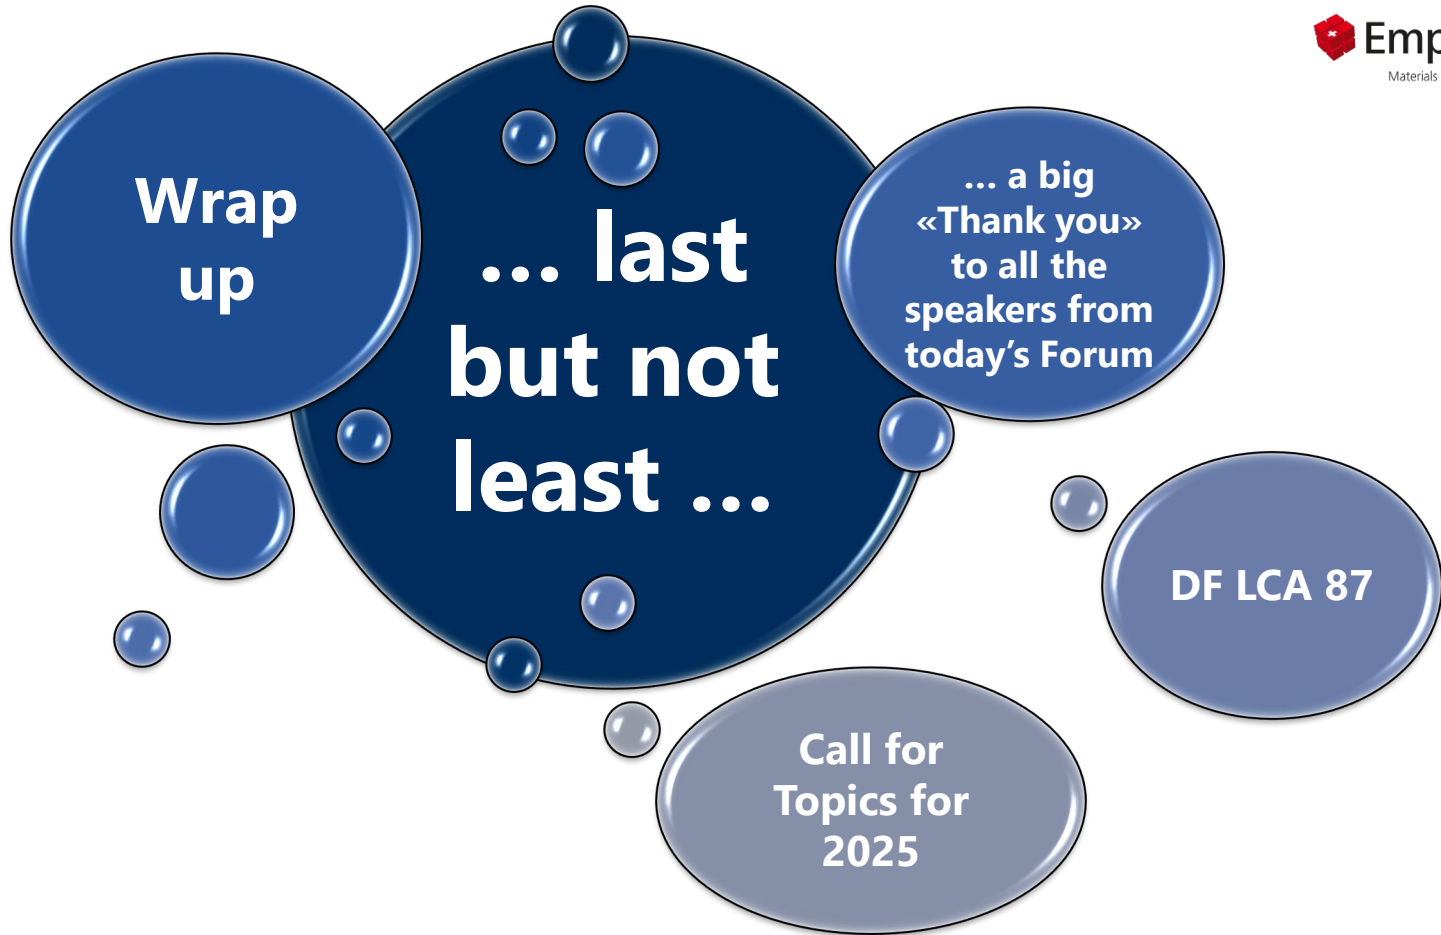 Wrap
up
… last
but not
least …
… a big
«Thank you»
to all the
speakers from
today’s Forum
DF LCA 87
Call for
Topics for
2025
Materials